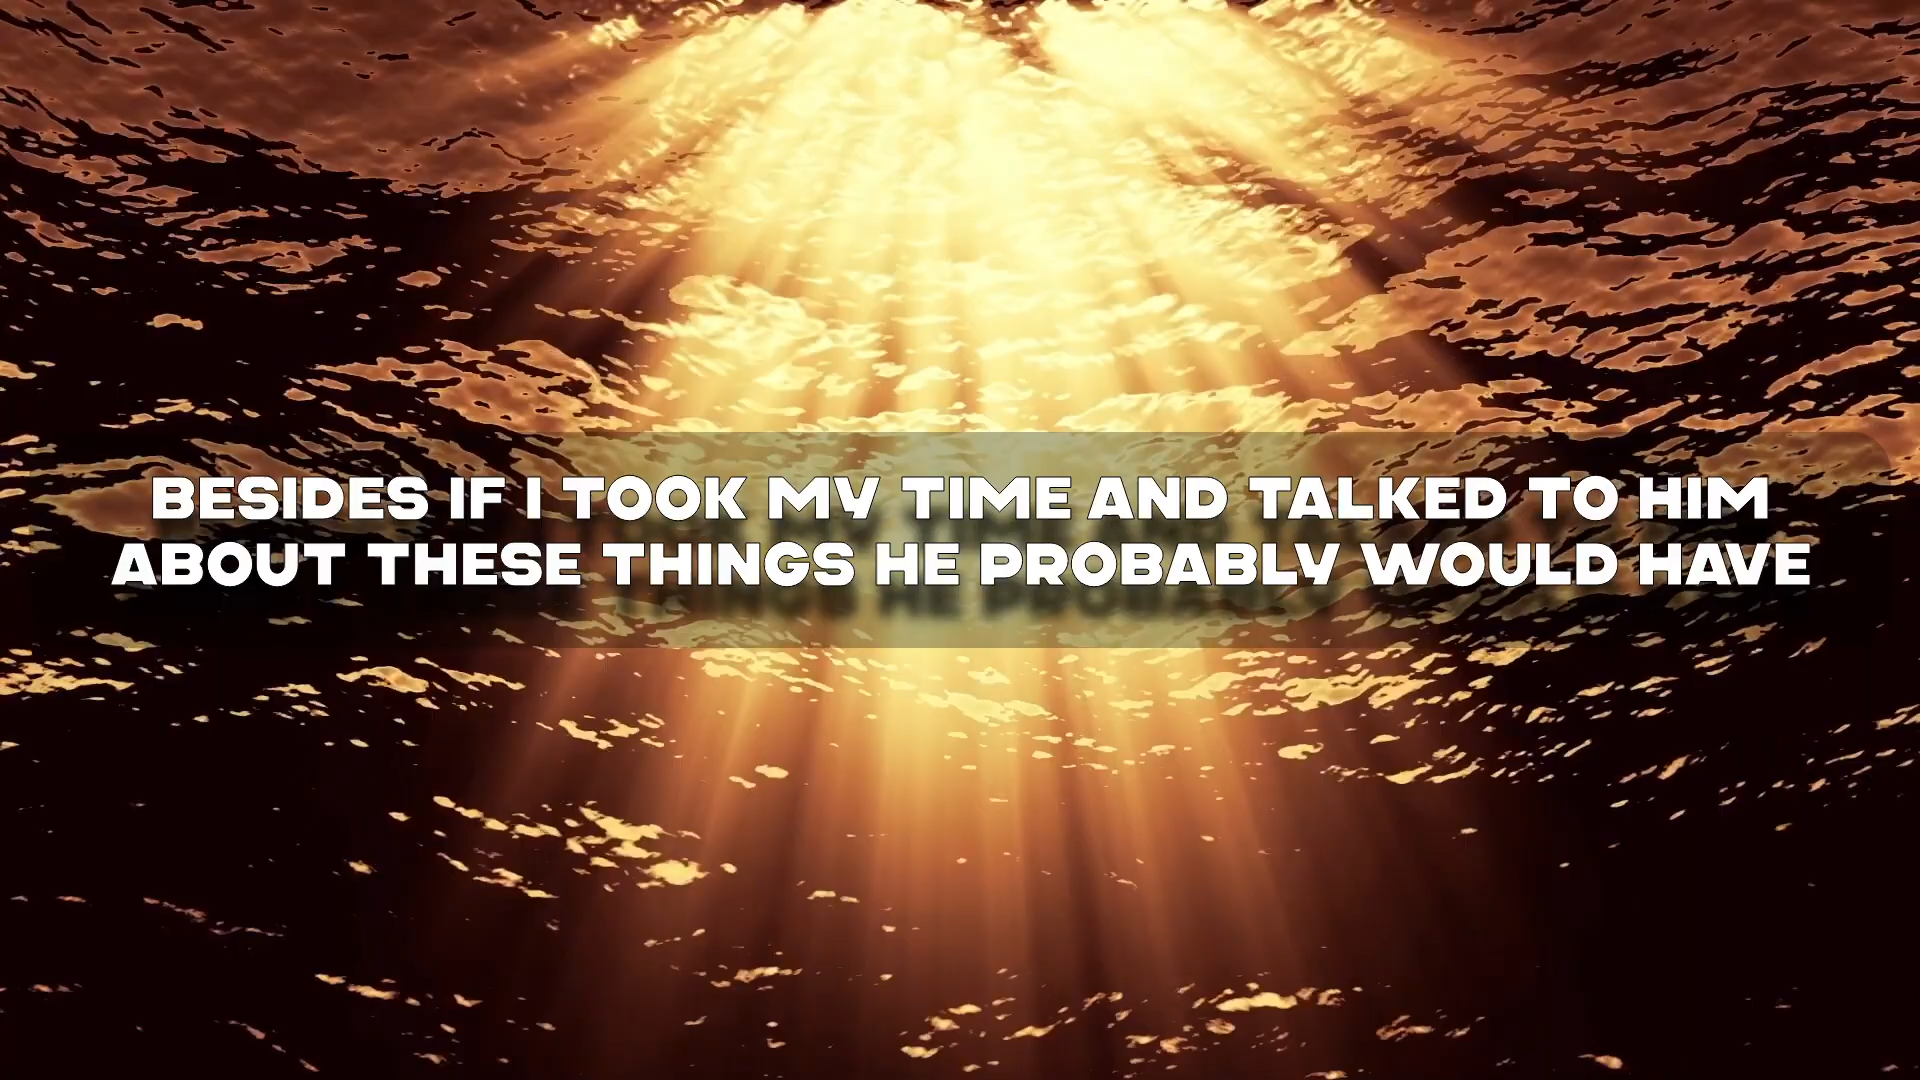 BESIDES IF I TOOK MY TIME AND TALKED TO HIM
ABOUT THESE THINGS HE PROBABLY WOULD HAVE